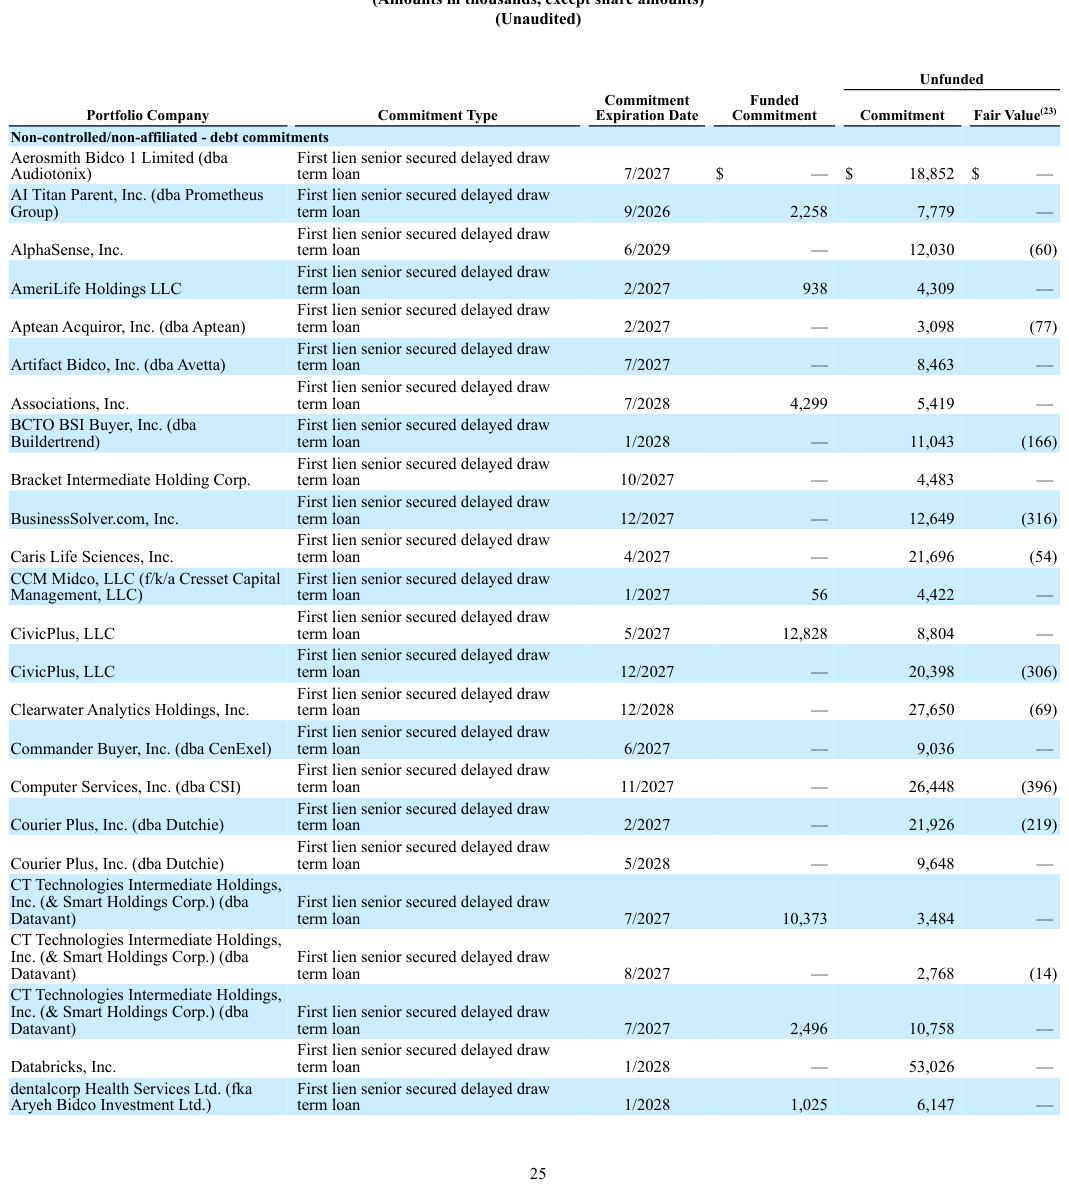 (Amounts in thousands, except share amounts)
(Unaudited)
Unfunded
Portfolio Company Commitment Type Commitment Expiration Date Funded Commitment Commitment Fair Value(23)
Non-controlled/non-affiliated - debt commitments
Aerosmith Bidco 1 Limited (dba Audiotonix) First lien senior secured delayed draw term loan 7/2027 $ — $ 18,852 $ —
AI Titan Parent, Inc. (dba Prometheus Group) First lien senior secured delayed draw term loan 9/2026 2,258 7,779 —
AlphaSense, Inc. First lien senior secured delayed draw term loan 6/2029 — 12,030 (60)
AmeriLife Holdings LLC First lien senior secured delayed draw term loan 2/2027 938 4,309 —
Aptean Acquiror, Inc. (dba Aptean) First lien senior secured delayed draw term loan 2/2027 — 3,098 (77)
Artifact Bidco, Inc. (dba Avetta) First lien senior secured delayed draw term loan 7/2027 — 8,463 —
Associations, Inc. First lien senior secured delayed draw term loan 7/2028 4,299 5,419 —
BCTO BSI Buyer, Inc. (dba Buildertrend) First lien senior secured delayed draw term loan 1/2028 — 11,043 (166)
Bracket Intermediate Holding Corp. First lien senior secured delayed draw term loan 10/2027 — 4,483 —
BusinessSolver.com, Inc. First lien senior secured delayed draw term loan 12/2027 — 12,649 (316)
Caris Life Sciences, Inc. First lien senior secured delayed draw term loan 4/2027 — 21,696 (54)
CCM Midco, LLC (f/k/a Cresset Capital Management, LLC) First lien senior secured delayed draw term loan 1/2027 56 4,422 —
CivicPlus, LLC First lien senior secured delayed draw term loan 5/2027 12,828 8,804 —
CivicPlus, LLC First lien senior secured delayed draw term loan 12/2027 — 20,398 (306)
Clearwater Analytics Holdings, Inc. First lien senior secured delayed draw term loan 12/2028 — 27,650 (69)
Commander Buyer, Inc. (dba CenExel) First lien senior secured delayed draw term loan 6/2027 — 9,036 —
Computer Services, Inc. (dba CSI) First lien senior secured delayed draw term loan 11/2027 — 26,448 (396)
Courier Plus, Inc. (dba Dutchie) First lien senior secured delayed draw term loan 2/2027 — 21,926 (219)
Courier Plus, Inc. (dba Dutchie) First lien senior secured delayed draw term loan 5/2028 — 9,648 —
CT Technologies Intermediate Holdings, Inc. (& Smart Holdings Corp.) (dba Datavant) First lien senior secured delayed draw term loan 7/2027 10,373 3,484 —
CT Technologies Intermediate Holdings, Inc. (& Smart Holdings Corp.) (dba Datavant) First lien senior secured delayed draw term loan 8/2027 — 2,768 (14)
CT Technologies Intermediate Holdings, Inc. (& Smart Holdings Corp.) (dba Datavant) First lien senior secured delayed draw term loan 7/2027 2,496 10,758 —
Databricks, Inc. First lien senior secured delayed draw term loan 1/2028 — 53,026 —
dentalcorp Health Services Ltd. (fka Aryeh Bidco Investment Ltd.) First lien senior secured delayed draw term loan 1/2028 1,025 6,147 —
25